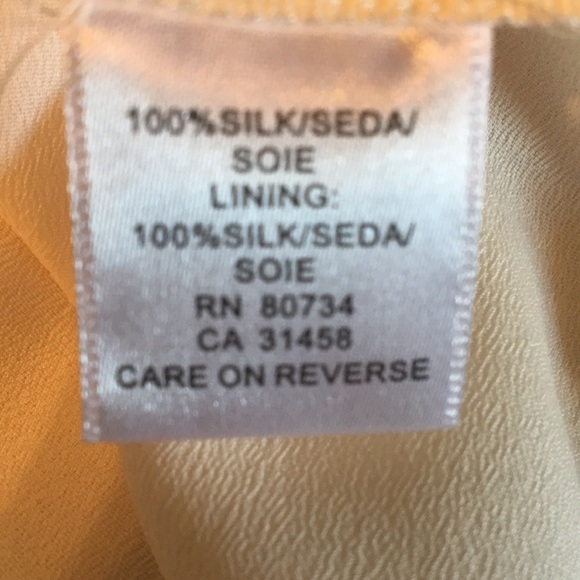 100%SILK/SEDA/
SOIE
LINING:
100%SILK/SEDA/
SOIE
RN 80734
CA 31458
CARE ON REVERSE